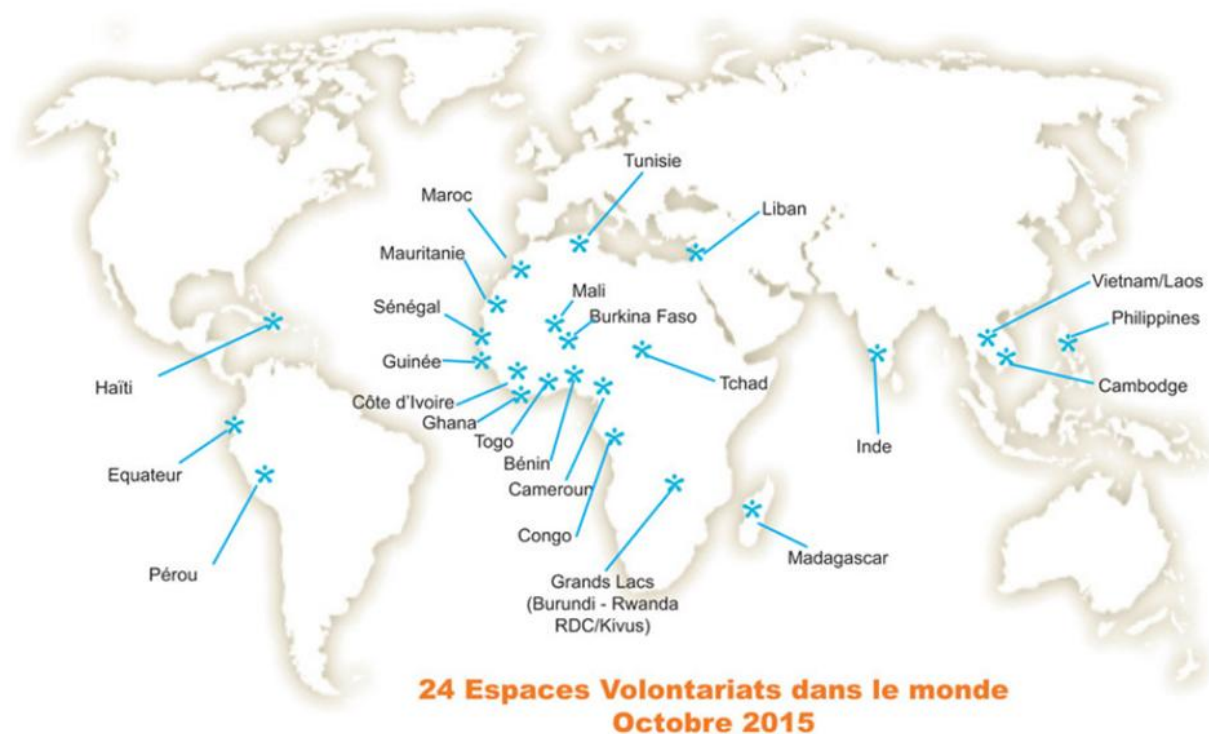 Tunisie
Maroc
Liban
Mauritanie
Mali
Vietnam/Laos
Sénégal
Burkina Faso
Philippines
Guinée
Haïti
Tchad
Cambodge
Côte d'Ivoire
Ghana
Togo
Inde
Bénin
Equateur
Cameroun
Congo
Madagascar
Pérou
Grands Lacs
(Burundi - Rwanda
RDC/Kivus)
24 Espaces Volontariats dans le monde
Octobre 2015